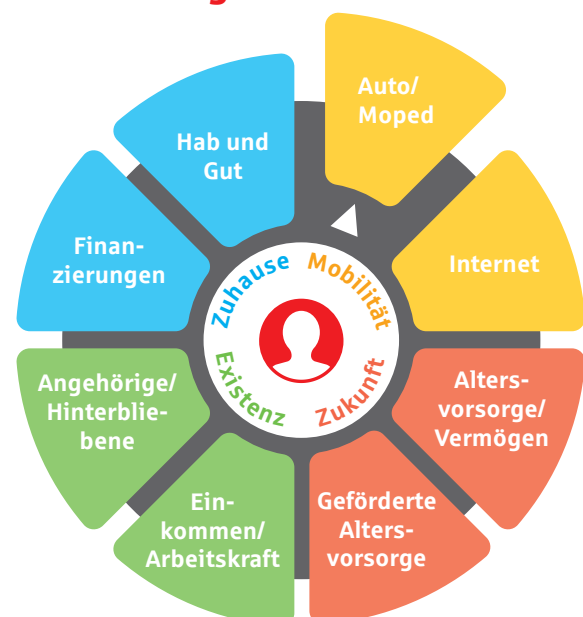 Auto/
Moped
Internet
Alters-
vorsorge/
Vermögen
Geförderte
Alters-
vorsorge
Ein-
kommen/
Arbeitskraft
Angehörige/
Hinterblie-
bene
Finan-
zierungen
Hab und
Gut
Zuhause
Mobilität
Zukunft
Existenz